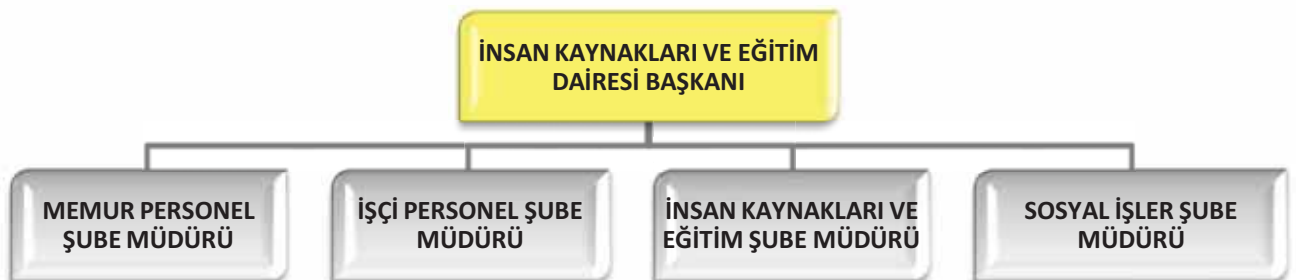 İNSAN KAYNAKLARI VE EĞİTİM
DAİRESİ BAŞKANI
MEMUR PERSONEL
ŞUBE MÜDÜRÜ
İŞÇİ PERSONEL ŞUBE
MÜDÜRÜ
İNSAN KAYNAKLARI VE
EĞİTİM ŞUBE MÜDÜRÜ
SOSYAL İŞLER ŞUBE
MÜDÜRÜ